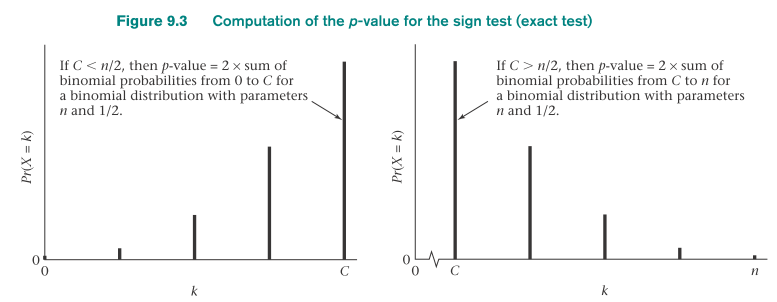 Figure 9.3 Computation of the p-value for the sign test (exact test)
If C < n/2, then p-value = 2 × sum of
binomial probabilities from 0 to C for
a binomial distribution with parameters
n and 1/2.
Pr(X = k)
0
0
C
k
If C > n/2, then p-value = 2 × sum of
binomial probabilities from C to n for
a binomial distribution with parameters
n and 1/2.
Pr(X = k)
0
0
C
n
k